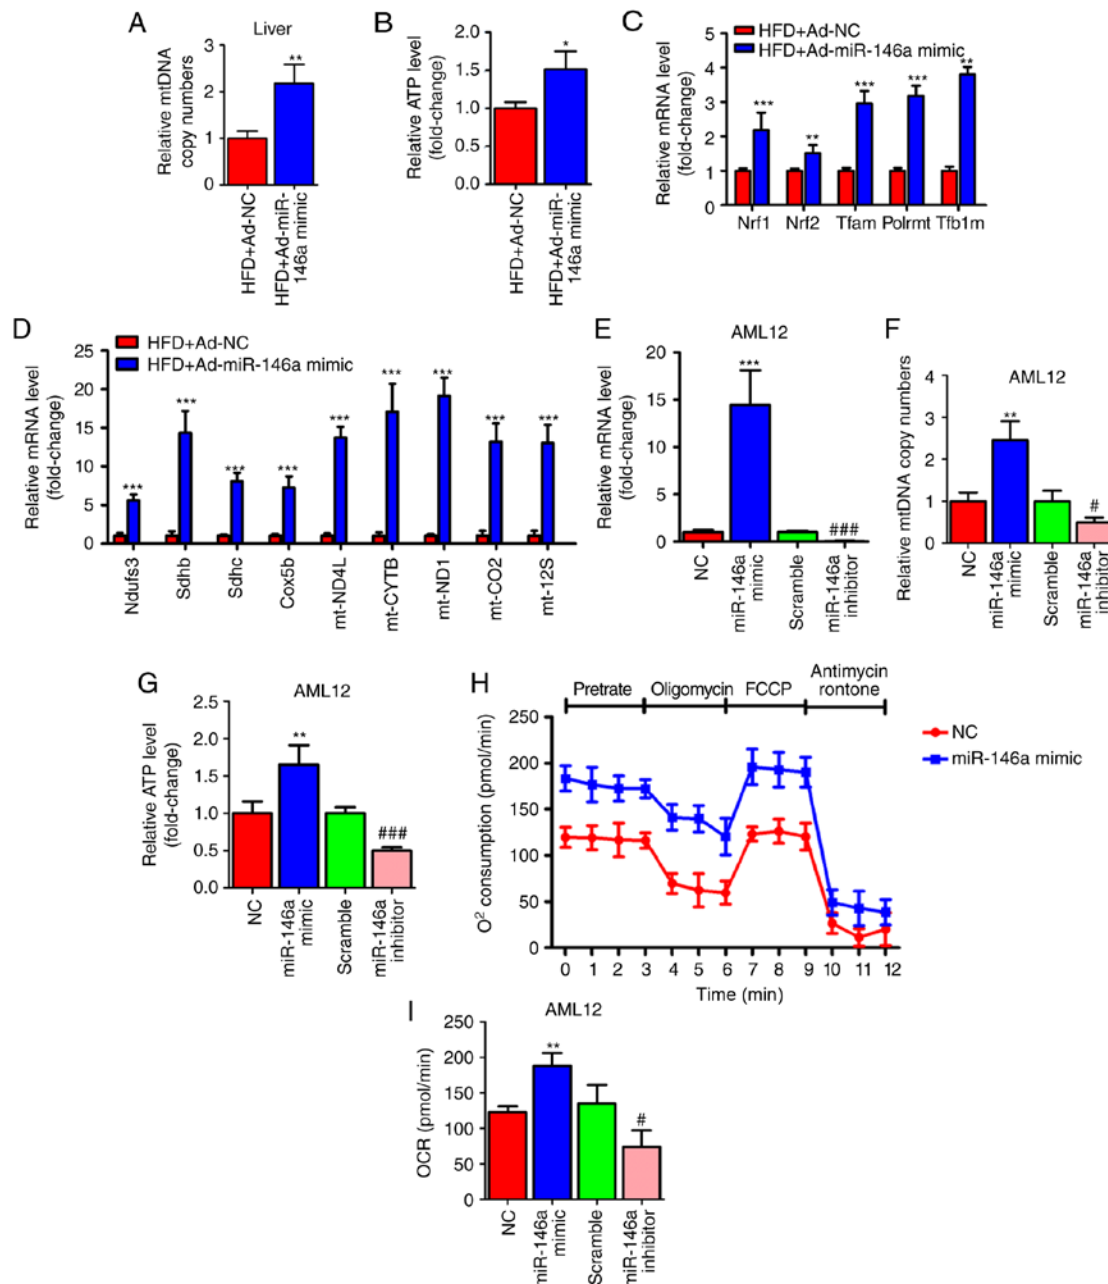 A
Liver
Relative mtDNA
copy numbers
3
2
1
0
**
HFD+Ad-NC
HFD+Ad-miR-
146a mimic
B
Relative ATP level
(fold-change)
2.0
1.5
1.0
0.5
0.0
*
HFD+Ad-NC
HFD+Ad-miR-
146a mimic
C
HFD+Ad-NC
HFD+Ad-miR-146a mimic
Relative mRNA level
(fold-change)
5
4
3
2
1
0
*** ** *** *** **
Nrf1 Nrf2 Tfam Polrmt Tfb1m
D
HFD+Ad-NC
HFD+Ad-miR-146a mimic
Relative mRNA level
(fold-change)
25
20
15
10
5
0
*** *** *** *** *** *** *** *** ***
Ndufs3
Sdhb
Sdhc
Cox5b
mt-ND4L
mt-CYTB
mt-ND1
mt-CO2
mt-12S
E
AML12
Relative mRNA level
(fold-change)
20
15
10
5
0
***
###
NC
miR-146a
mimic
Scramble
miR-146a
inhibitor
F
AML12
Relative mtDNA copy numbers
4
3
2
1
0
**
#
NC
miR-146a
mimic
Scramble
miR-146a
inhibitor
G
AML12
Relative ATP level
(fold-change)
2.5
2.0
1.5
1.0
0.5
0.0
**
###
NC
miR-146a
mimic
Scramble
miR-146a
inhibitor
H
Pretrate Oligomycin FCCP Antimycin
rontone
NC
miR-146a mimic
O² consumption (pmol/min)
250
200
150
100
50
0
0 1 2 3 4 5 6 7 8 9 10 11 12
Time (min)
I
AML12
OCR (pmol/min)
250
200
150
100
50
0
**
#
NC
miR-146a
mimic
Scramble
miR-146a
inhibitor